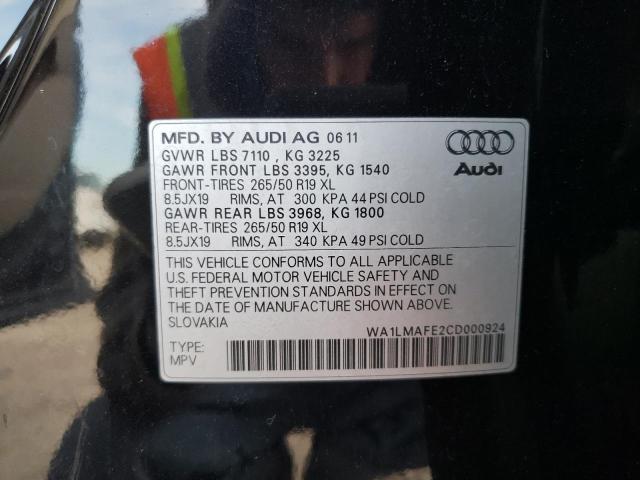 MFD. BY AUDI AG 06 11
GVWR LBS 7110 , KG 3225
GAWR FRONT LBS 3395, KG 1540
FRONT-TIRES 265/50 R19 XL
8.5JX19 RIMS, AT 300 KPA 44 PSI COLD
GAWR REAR LBS 3968, KG 1800
REAR-TIRES 265/50 R19 XL
8.5JX19 RIMS, AT 340 KPA 49 PSI COLD
Audi
THIS VEHICLE CONFORMS TO ALL APPLICABLE
U.S. FEDERAL MOTOR VEHICLE SAFETY AND
THEFT PREVENTION STANDARDS IN EFFECT ON
THE DATE OF MANUFACTURE SHOWN ABOVE.
SLOVAKIA
WA1LMAFE2CD000924
TYPE:
MPV